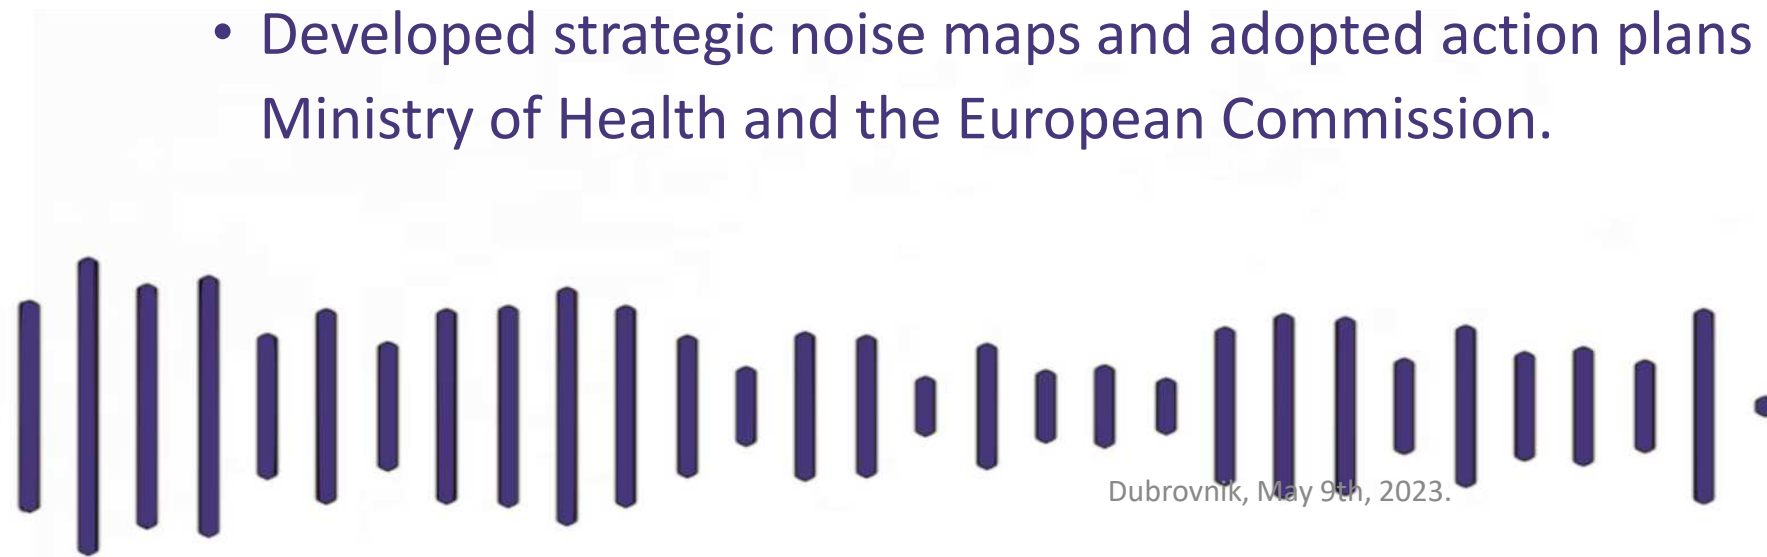 • Developed strategic noise maps and adopted action plans
Ministry of Health and the European Commission.
Dubrovnik, May 9th, 2023.